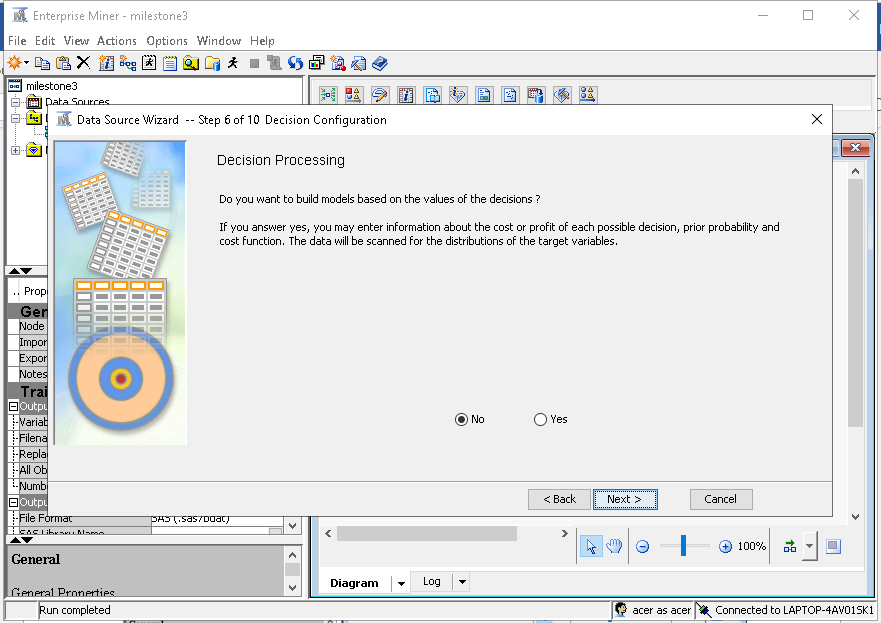 Enterprise Miner - milestone3
File Edit View Actions Options Window Help
milestone3
Data Sources
Data Source Wizard -- Step 6 of 10 Decision Configuration
Decision Processing
Do you want to build models based on the values of the decisions ?
If you answer yes, you may enter information about the cost or profit of each possible decision, prior probability and
cost function. The data will be scanned for the distributions of the target variables.
No Yes
< Back Next > Cancel
.. Prop
Gen
Node
Impor
Expor
Notes
Trai
Outpu
Variab
Filena
Repla
All Ob
Numb
Outpu
File Format SAS (.sas7bdat)
SAS Library Name
100%
General
General Properties
Diagram Log
Run completed acer as acer Connected to LAPTOP-4AV01SK1